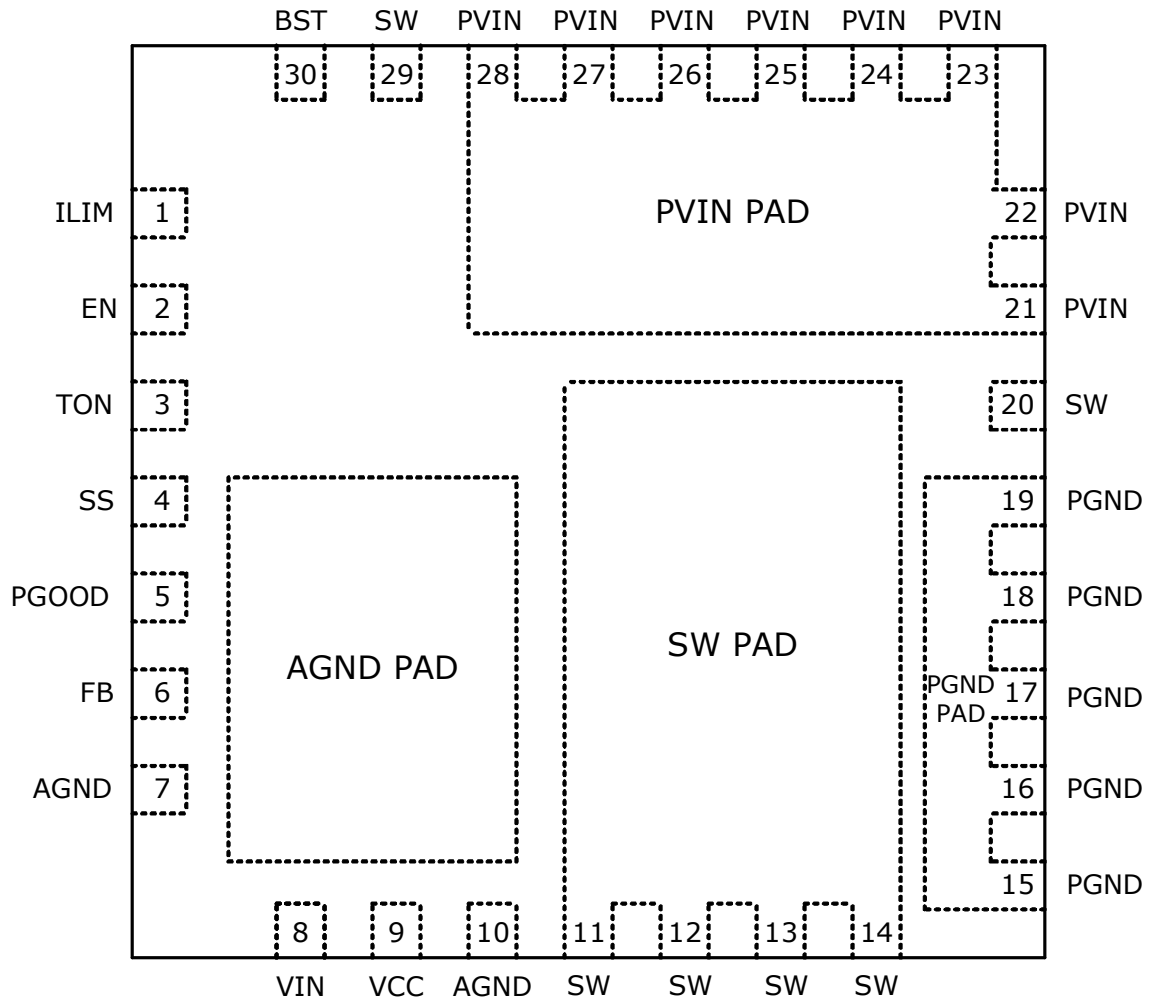 BST SW PVIN PVIN PVIN PVIN PVIN PVIN
30 29 28 27 26 25 24 23
ILIM 1 PVIN PAD 22 PVIN
EN 2 21 PVIN
TON 3 20 SW
SS 4 19 PGND
PGOOD 5 18 PGND
AGND PAD SW PAD
FB 6 PGND PAD 17 PGND
AGND 7 16 PGND
15 PGND
8 9 10 11 12 13 14
VIN VCC AGND SW SW SW SW